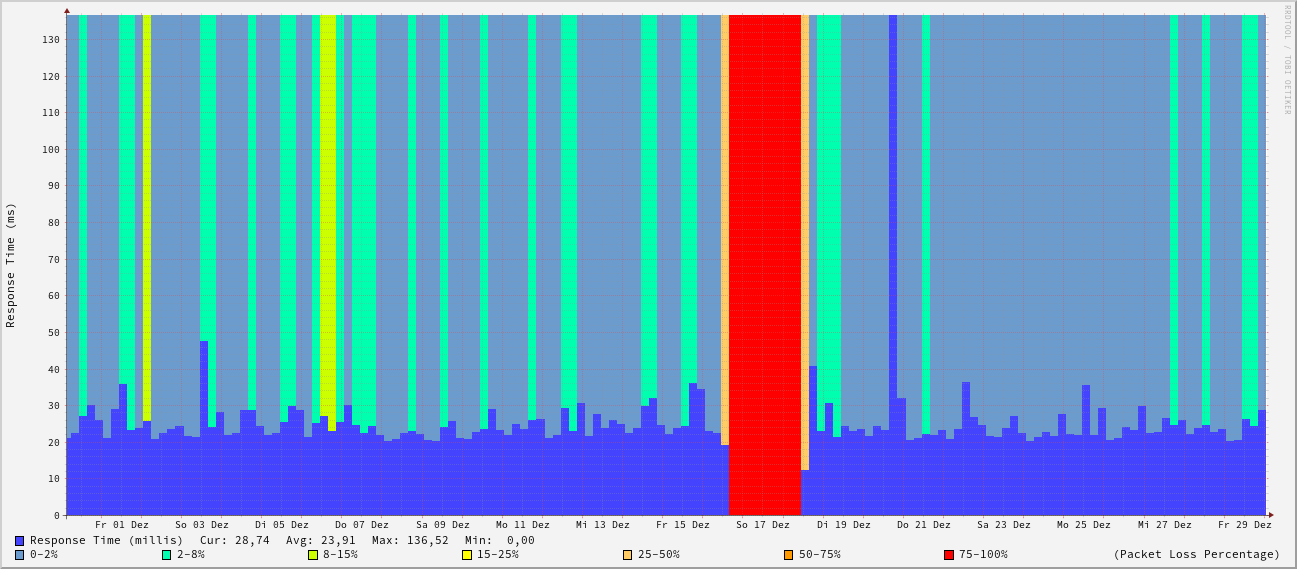 RRDTOOL / TOBI OETIKER
Response Time (ms)
130
120
110
100
90
80
70
60
50
40
30
20
10
0
Fr 01 Dez So 03 Dez Di 05 Dez Do 07 Dez Sa 09 Dez Mo 11 Dez Mi 13 Dez Fr 15 Dez So 17 Dez Di 19 Dez Do 21 Dez Sa 23 Dez Mo 25 Dez Mi 27 Dez Fr 29 Dez
Response Time (millis) Cur: 28,74 Avg: 23,91 Max: 136,52 Min: 0,00
0-2% 2-8% 8-15% 15-25% 25-50% 50-75% 75-100% (Packet Loss Percentage)